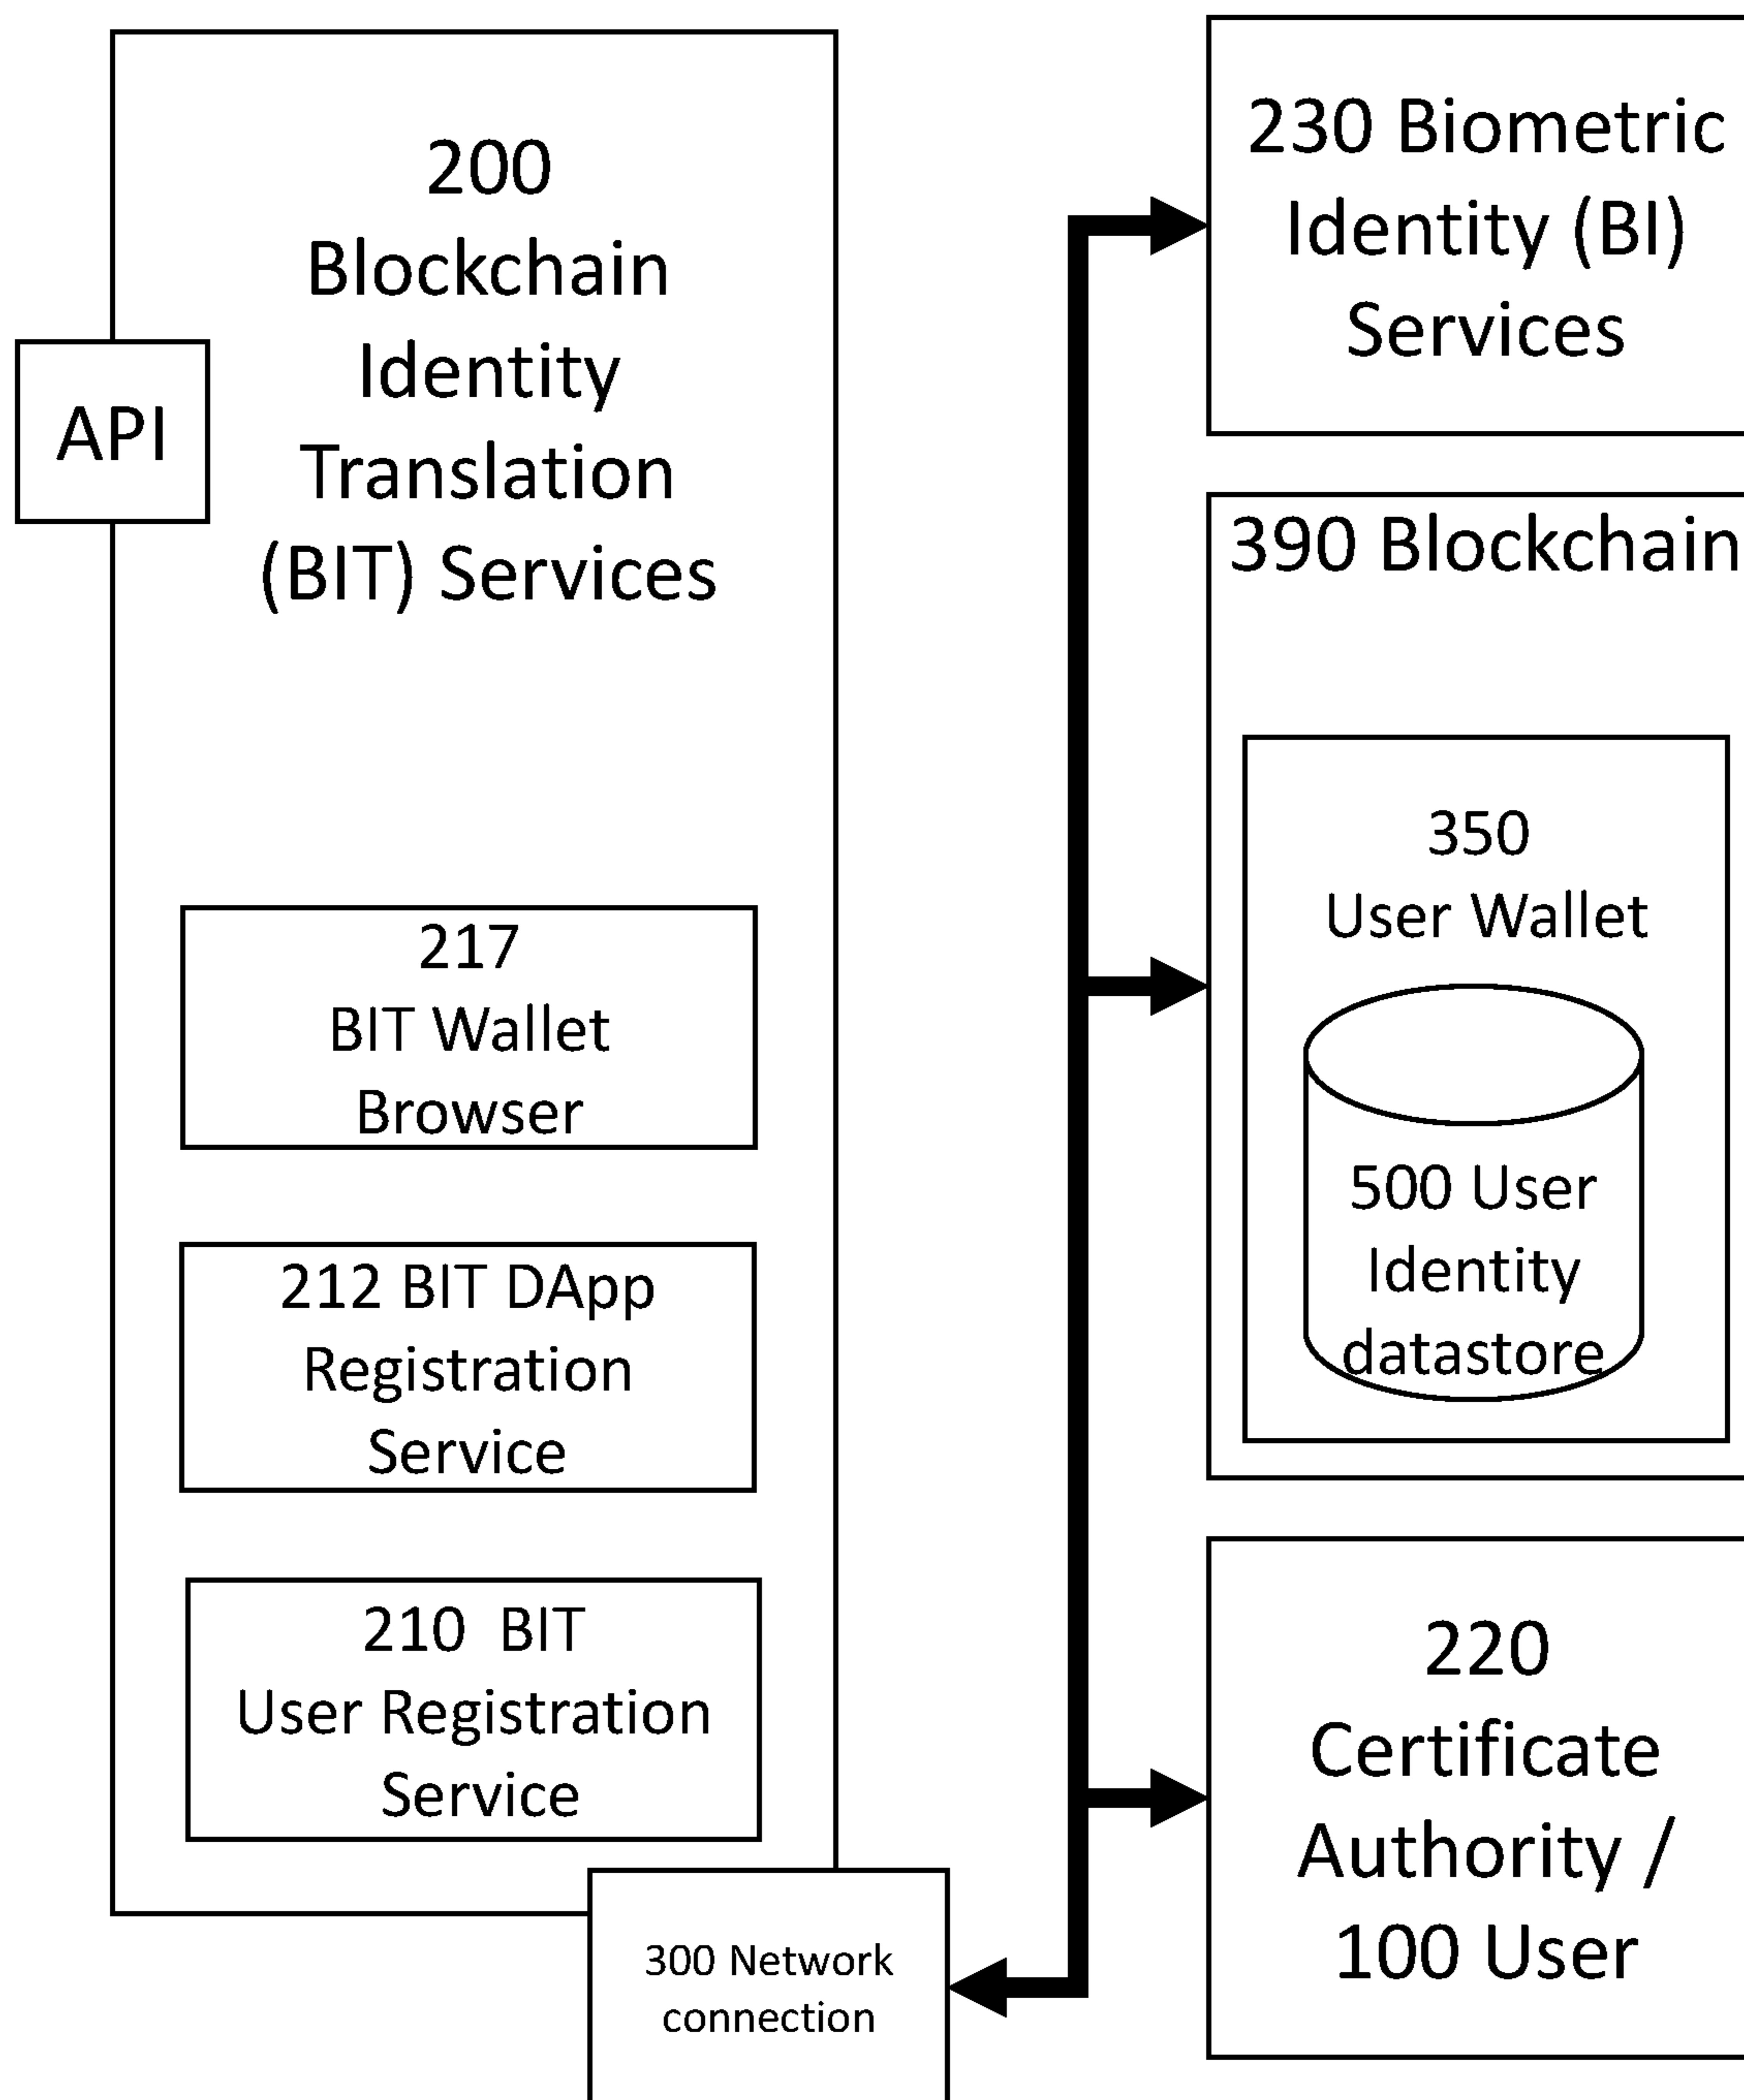 200
Blockchain
Identity
Translation
(BIT) Services
API
217
BIT Wallet
Browser
212 BIT DApp
Registration
Service
210 BIT
User Registration
Service
300 Network
connection
230 Biometric
Identity (BI)
Services
390 Blockchain
350
User Wallet
500 User
Identity
datastore
220
Certificate
Authority /
100 User